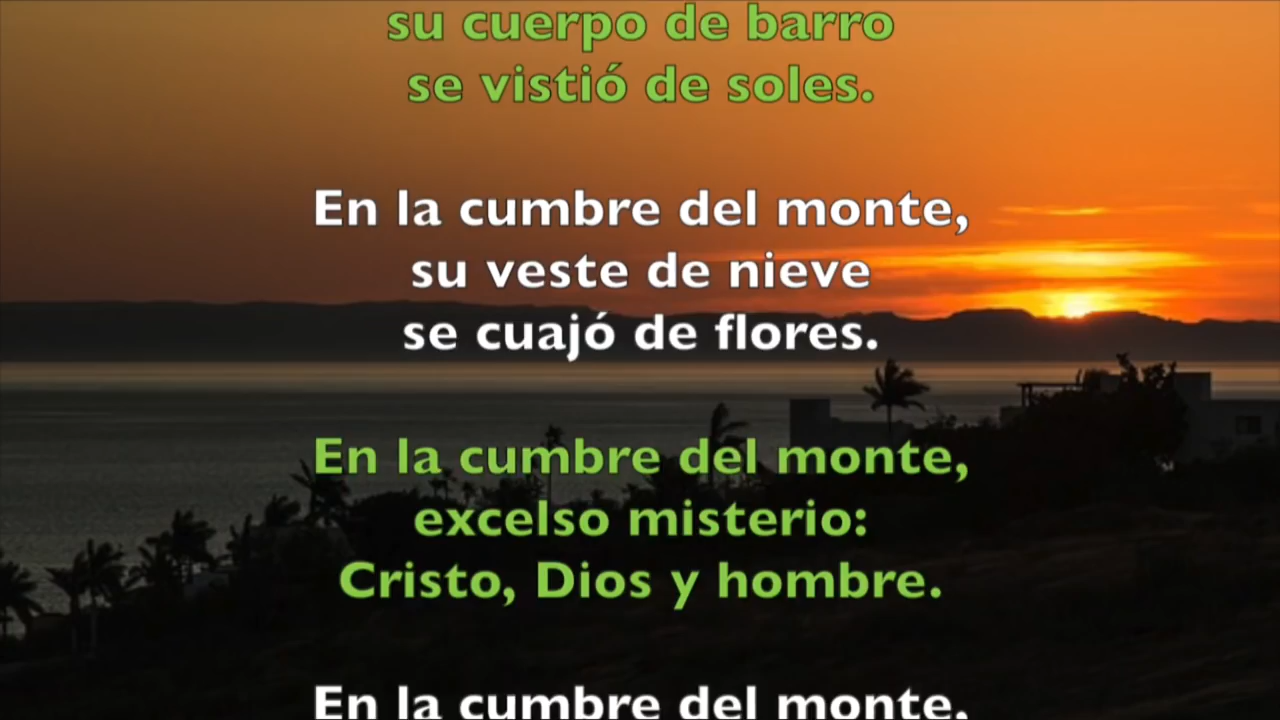 su cuerpo de barro
se vistió de soles.
En la cumbre del monte,
su veste de nieve
se cuajó de flores.
En la cumbre del monte,
excelso misterio:
Cristo, Dios y hombre.
En la cumbre del monte,